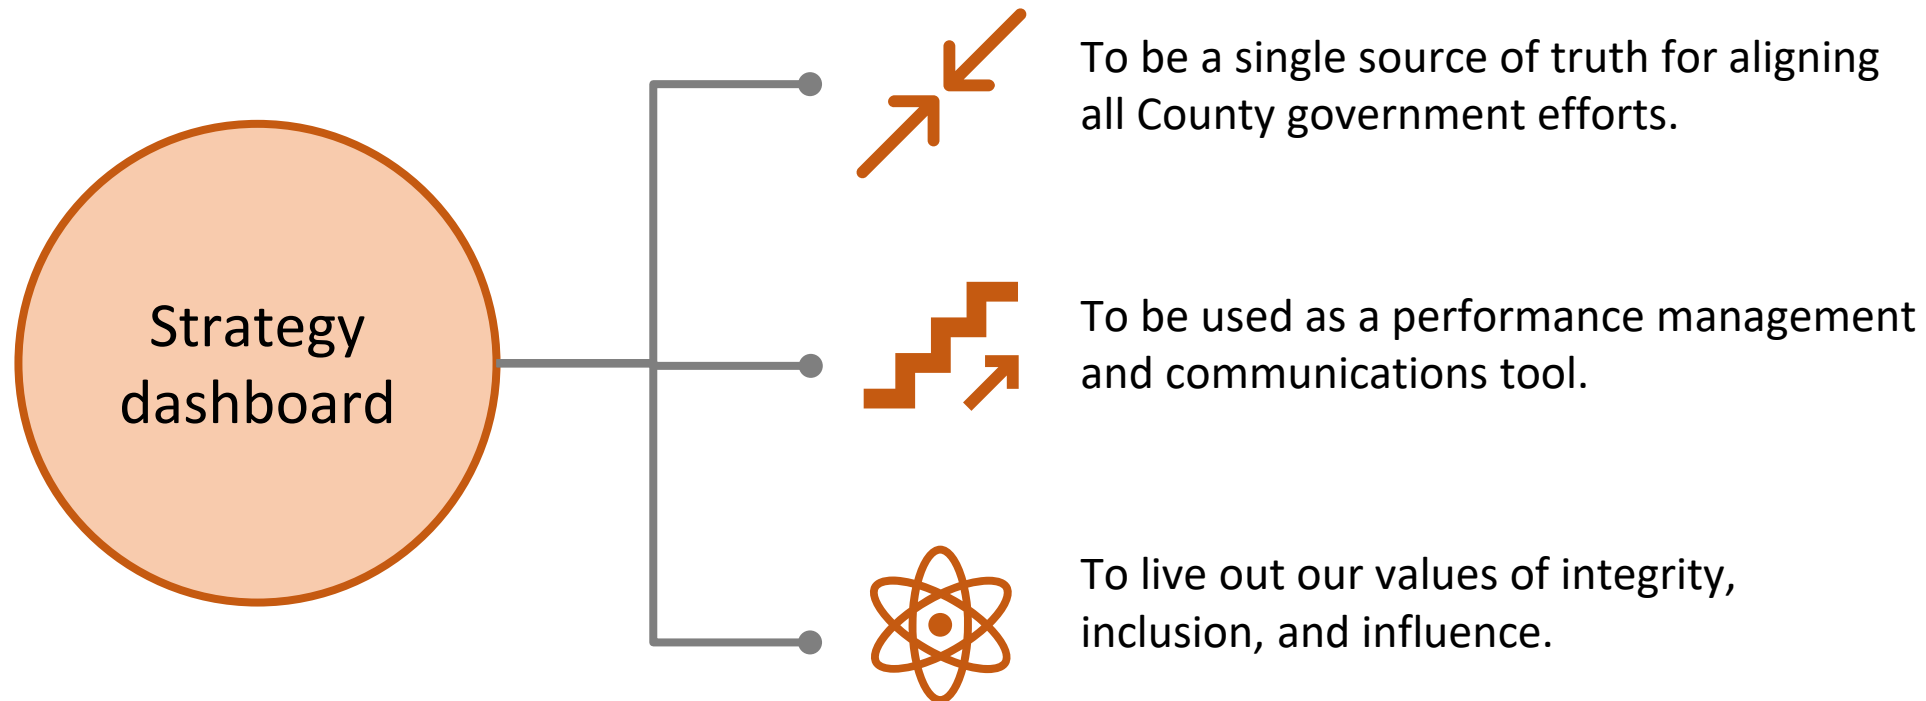 Strategy
dashboard
To be a single source of truth for aligning
all County government efforts.
To be used as a performance management
and communications tool.
To live out our values of integrity,
inclusion, and influence.